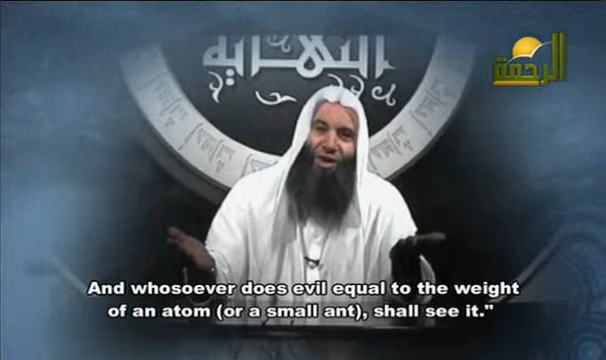 النهاية
الرحمة
And whosoever does evil equal to the weight
of an atom (or a small ant), shall see it."